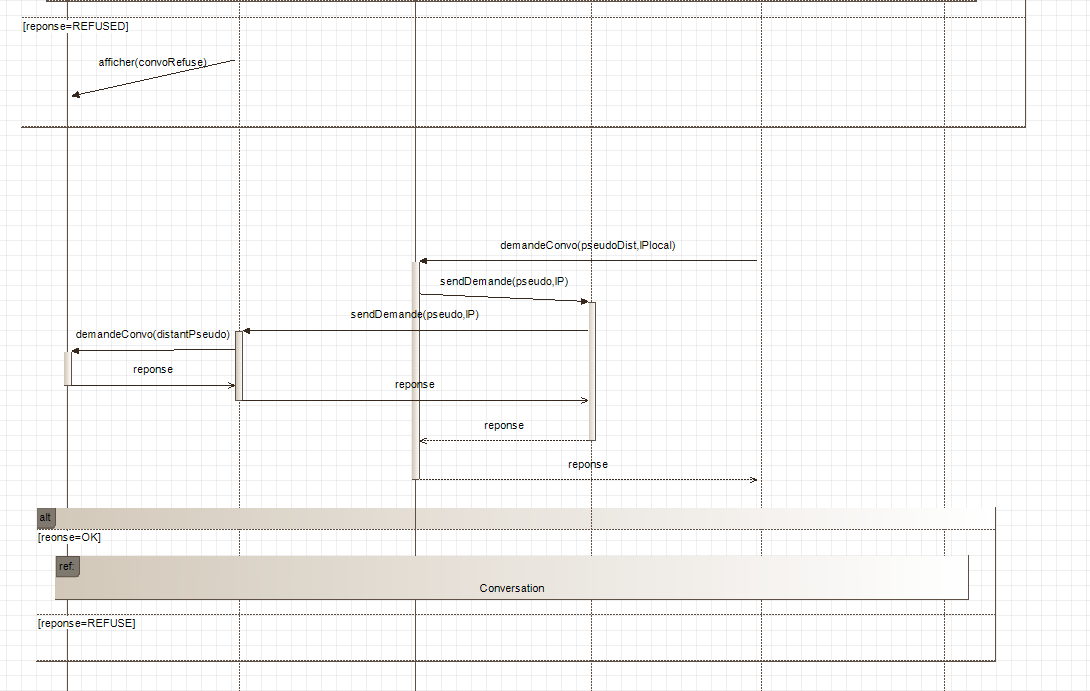 [reponse=REFUSED]
afficher(convoRefuse)
demandeConvo(pseudoDist,IPlocal)
sendDemande(pseudo,IP)
sendDemande(pseudo,IP)
demandeConvo(distantPseudo)
reponse
reponse
reponse
reponse
alt
[reonse=OK]
ref:
Conversation
[reponse=REFUSE]